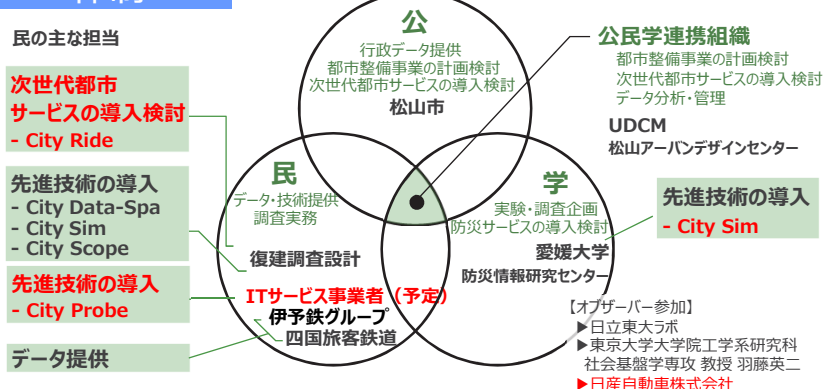 民の主な担当
次世代都市
サービスの導入検討
- City Ride
先進技術の導入
- City Data-Spa
- City Sim
- City Scope
先進技術の導入
- City Probe
データ提供
公
行政データ提供
都市整備事業の計画検討
次世代都市サービスの導入検討
松山市
民
データ・技術提供
調査実務
復建調査設計
ITサービス事業者（予定）
伊予鉄グループ
四国旅客鉄道
学
実験・調査企画
防災サービスの導入検討
愛媛大学
防災情報研究センター
公民学連携組織
都市整備事業の計画検討
次世代都市サービスの導入検討
データ分析・管理
UDCM
松山アーバンデザインセンター
先進技術の導入
- City Sim
【オブザーバー参加】
▶日立東大ラボ
▶東京大学大学院工学系研究科
社会基盤学専攻 教授 羽藤英二
▶日産自動車株式会社